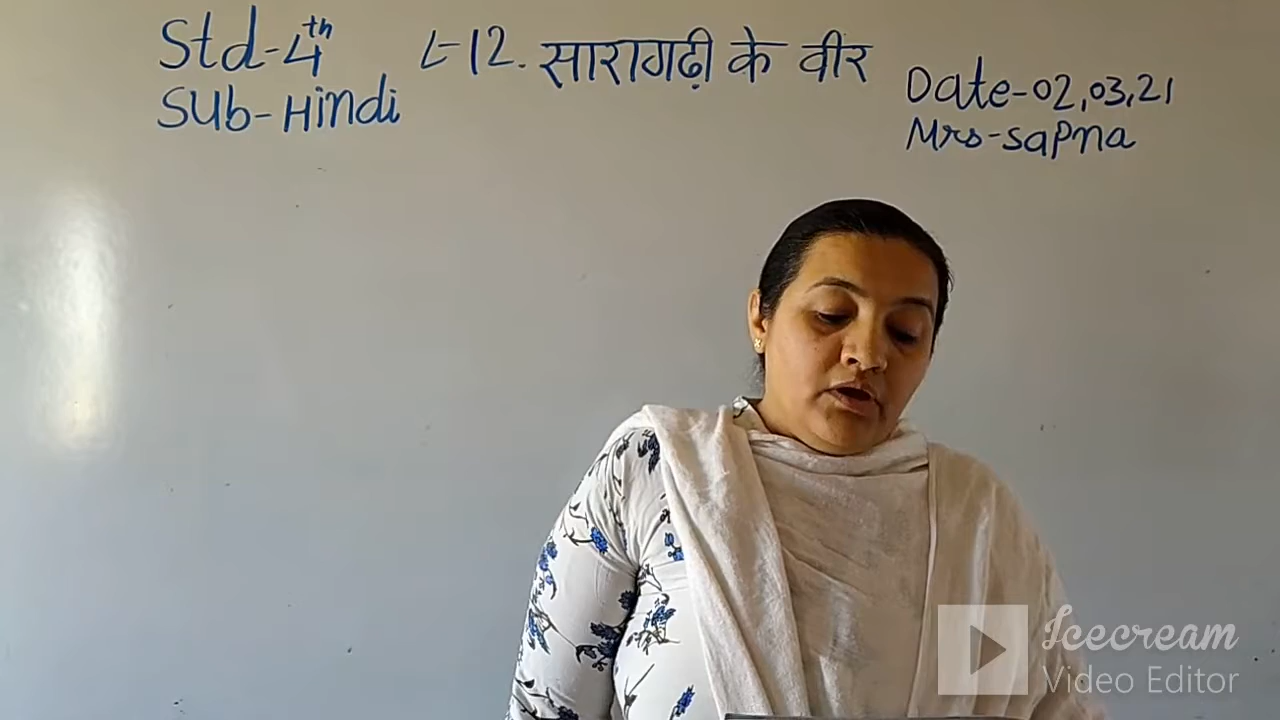 Std-4th
Sub-Hindi
L-12. सारागढ़ी के वीर
Date-02,03,21
Mrs-sapna
Icecream
Video Editor